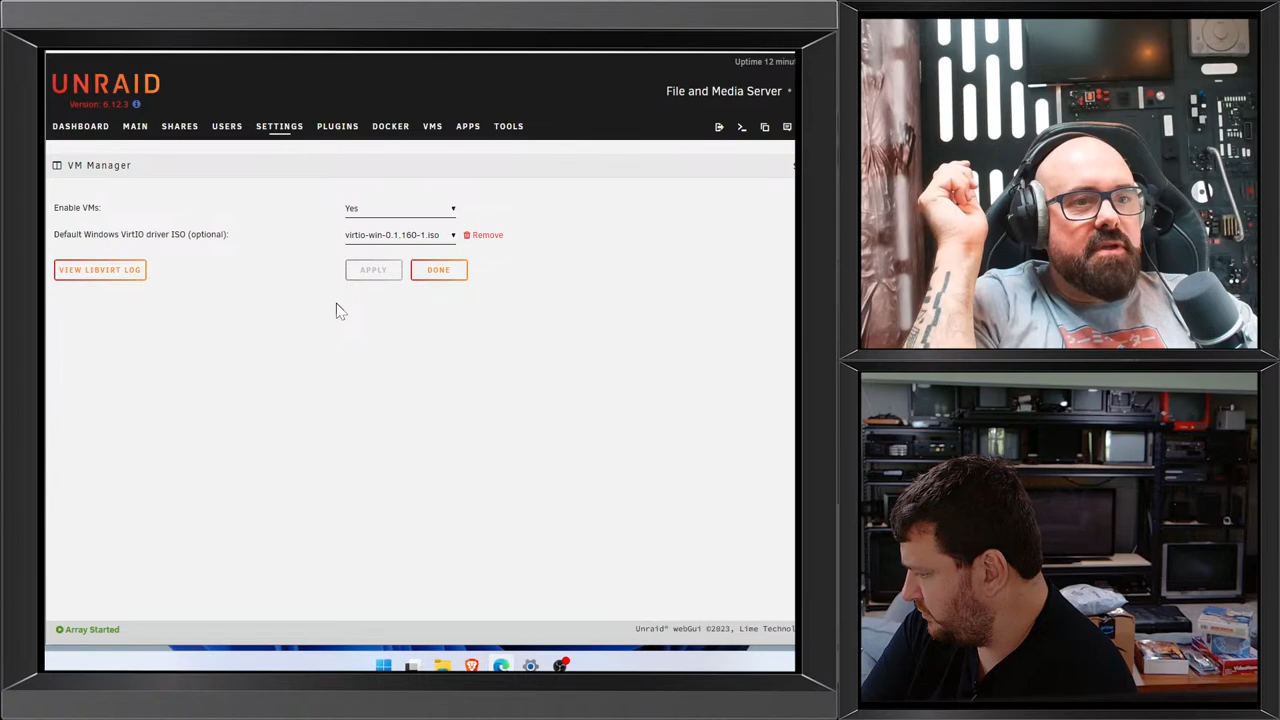 Uptime 12 minu
UNRAID
Version: 6.12.3
File and Media Server •
DASHBOARD MAIN SHARES USERS SETTINGS PLUGINS DOCKER VMS APPS TOOLS
VM Manager
Enable VMs: Yes
Default Windows VirtIO driver ISO (optional): virtio-win-0.1.160-1.iso Remove
VIEW LIBVIRT LOG APPLY DONE
Array Started
Unraid® webGui ©2023, Lime Technol